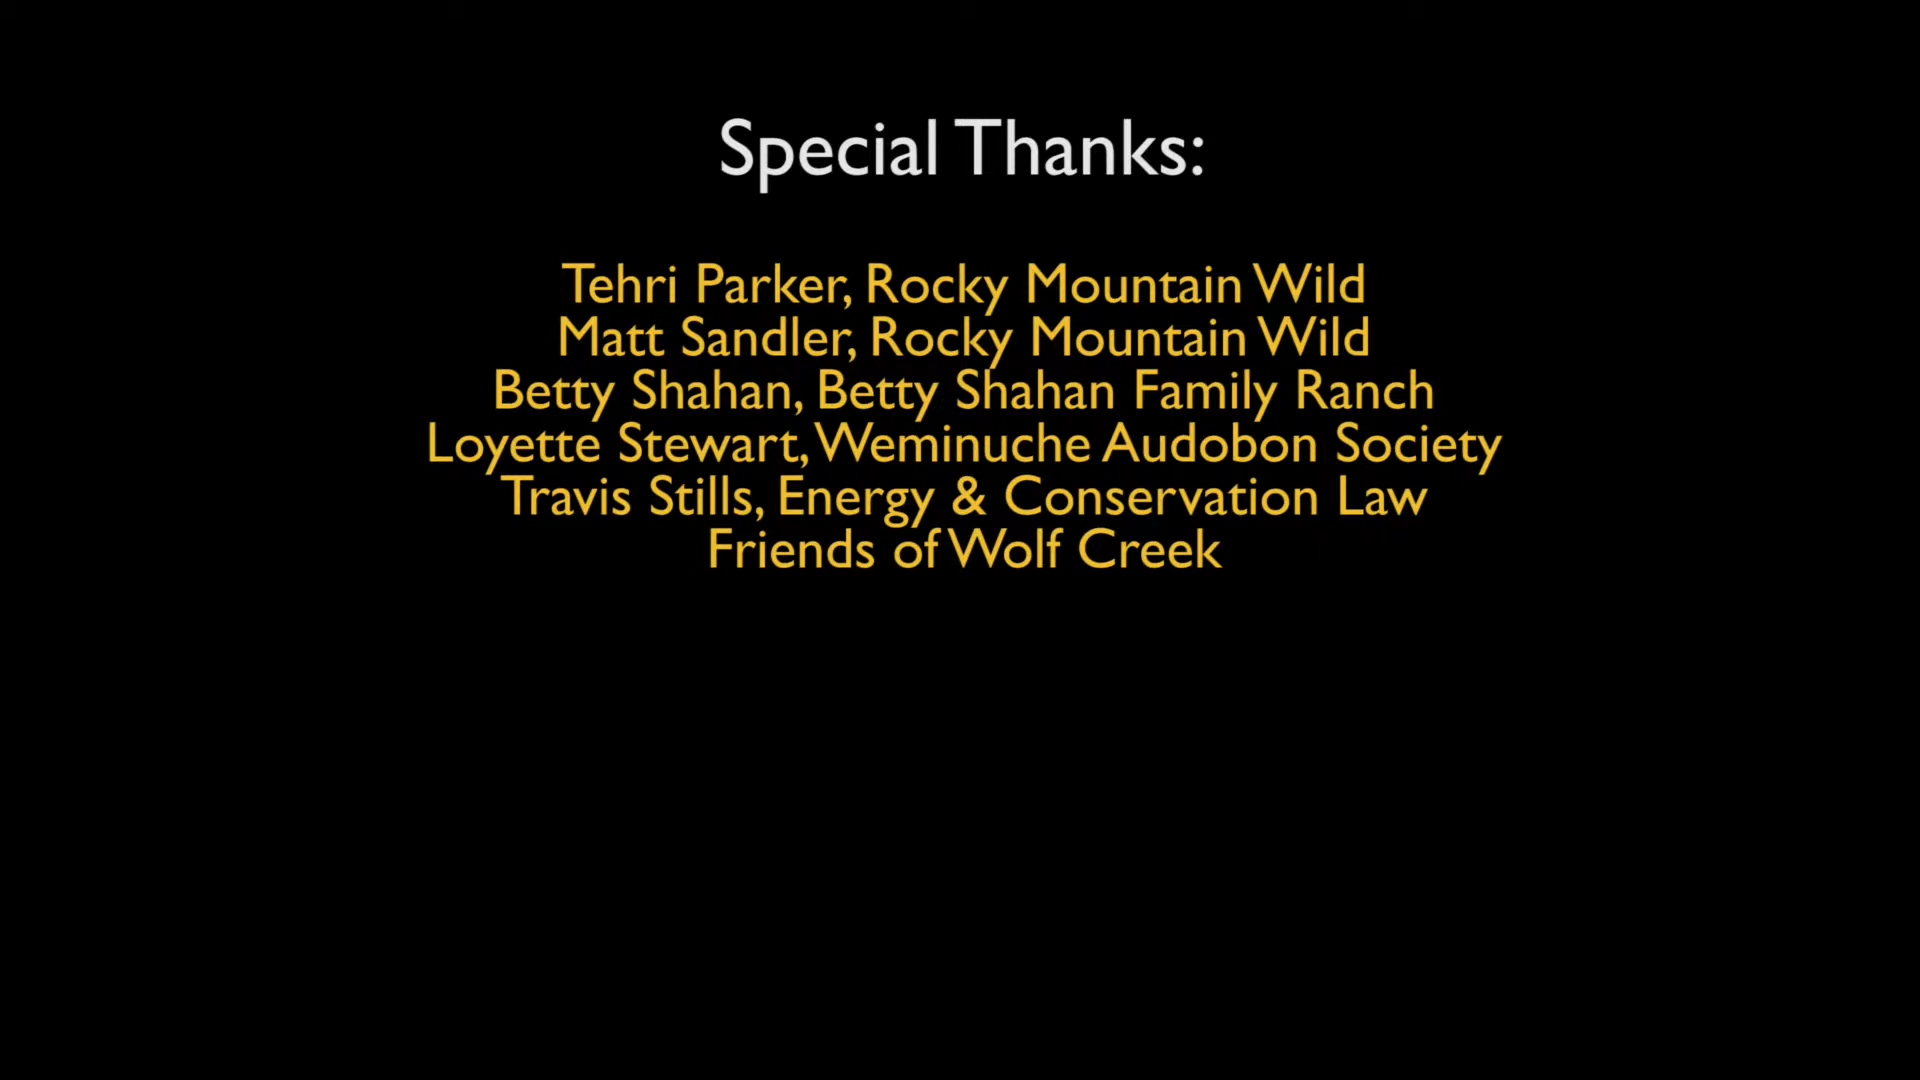 Special Thanks:
Tehri Parker, Rocky Mountain Wild
Matt Sandler, Rocky Mountain Wild
Betty Shahan, Betty Shahan Family Ranch
Loyette Stewart, Weminuche Audobon Society
Travis Stills, Energy & Conservation Law
Friends of Wolf Creek